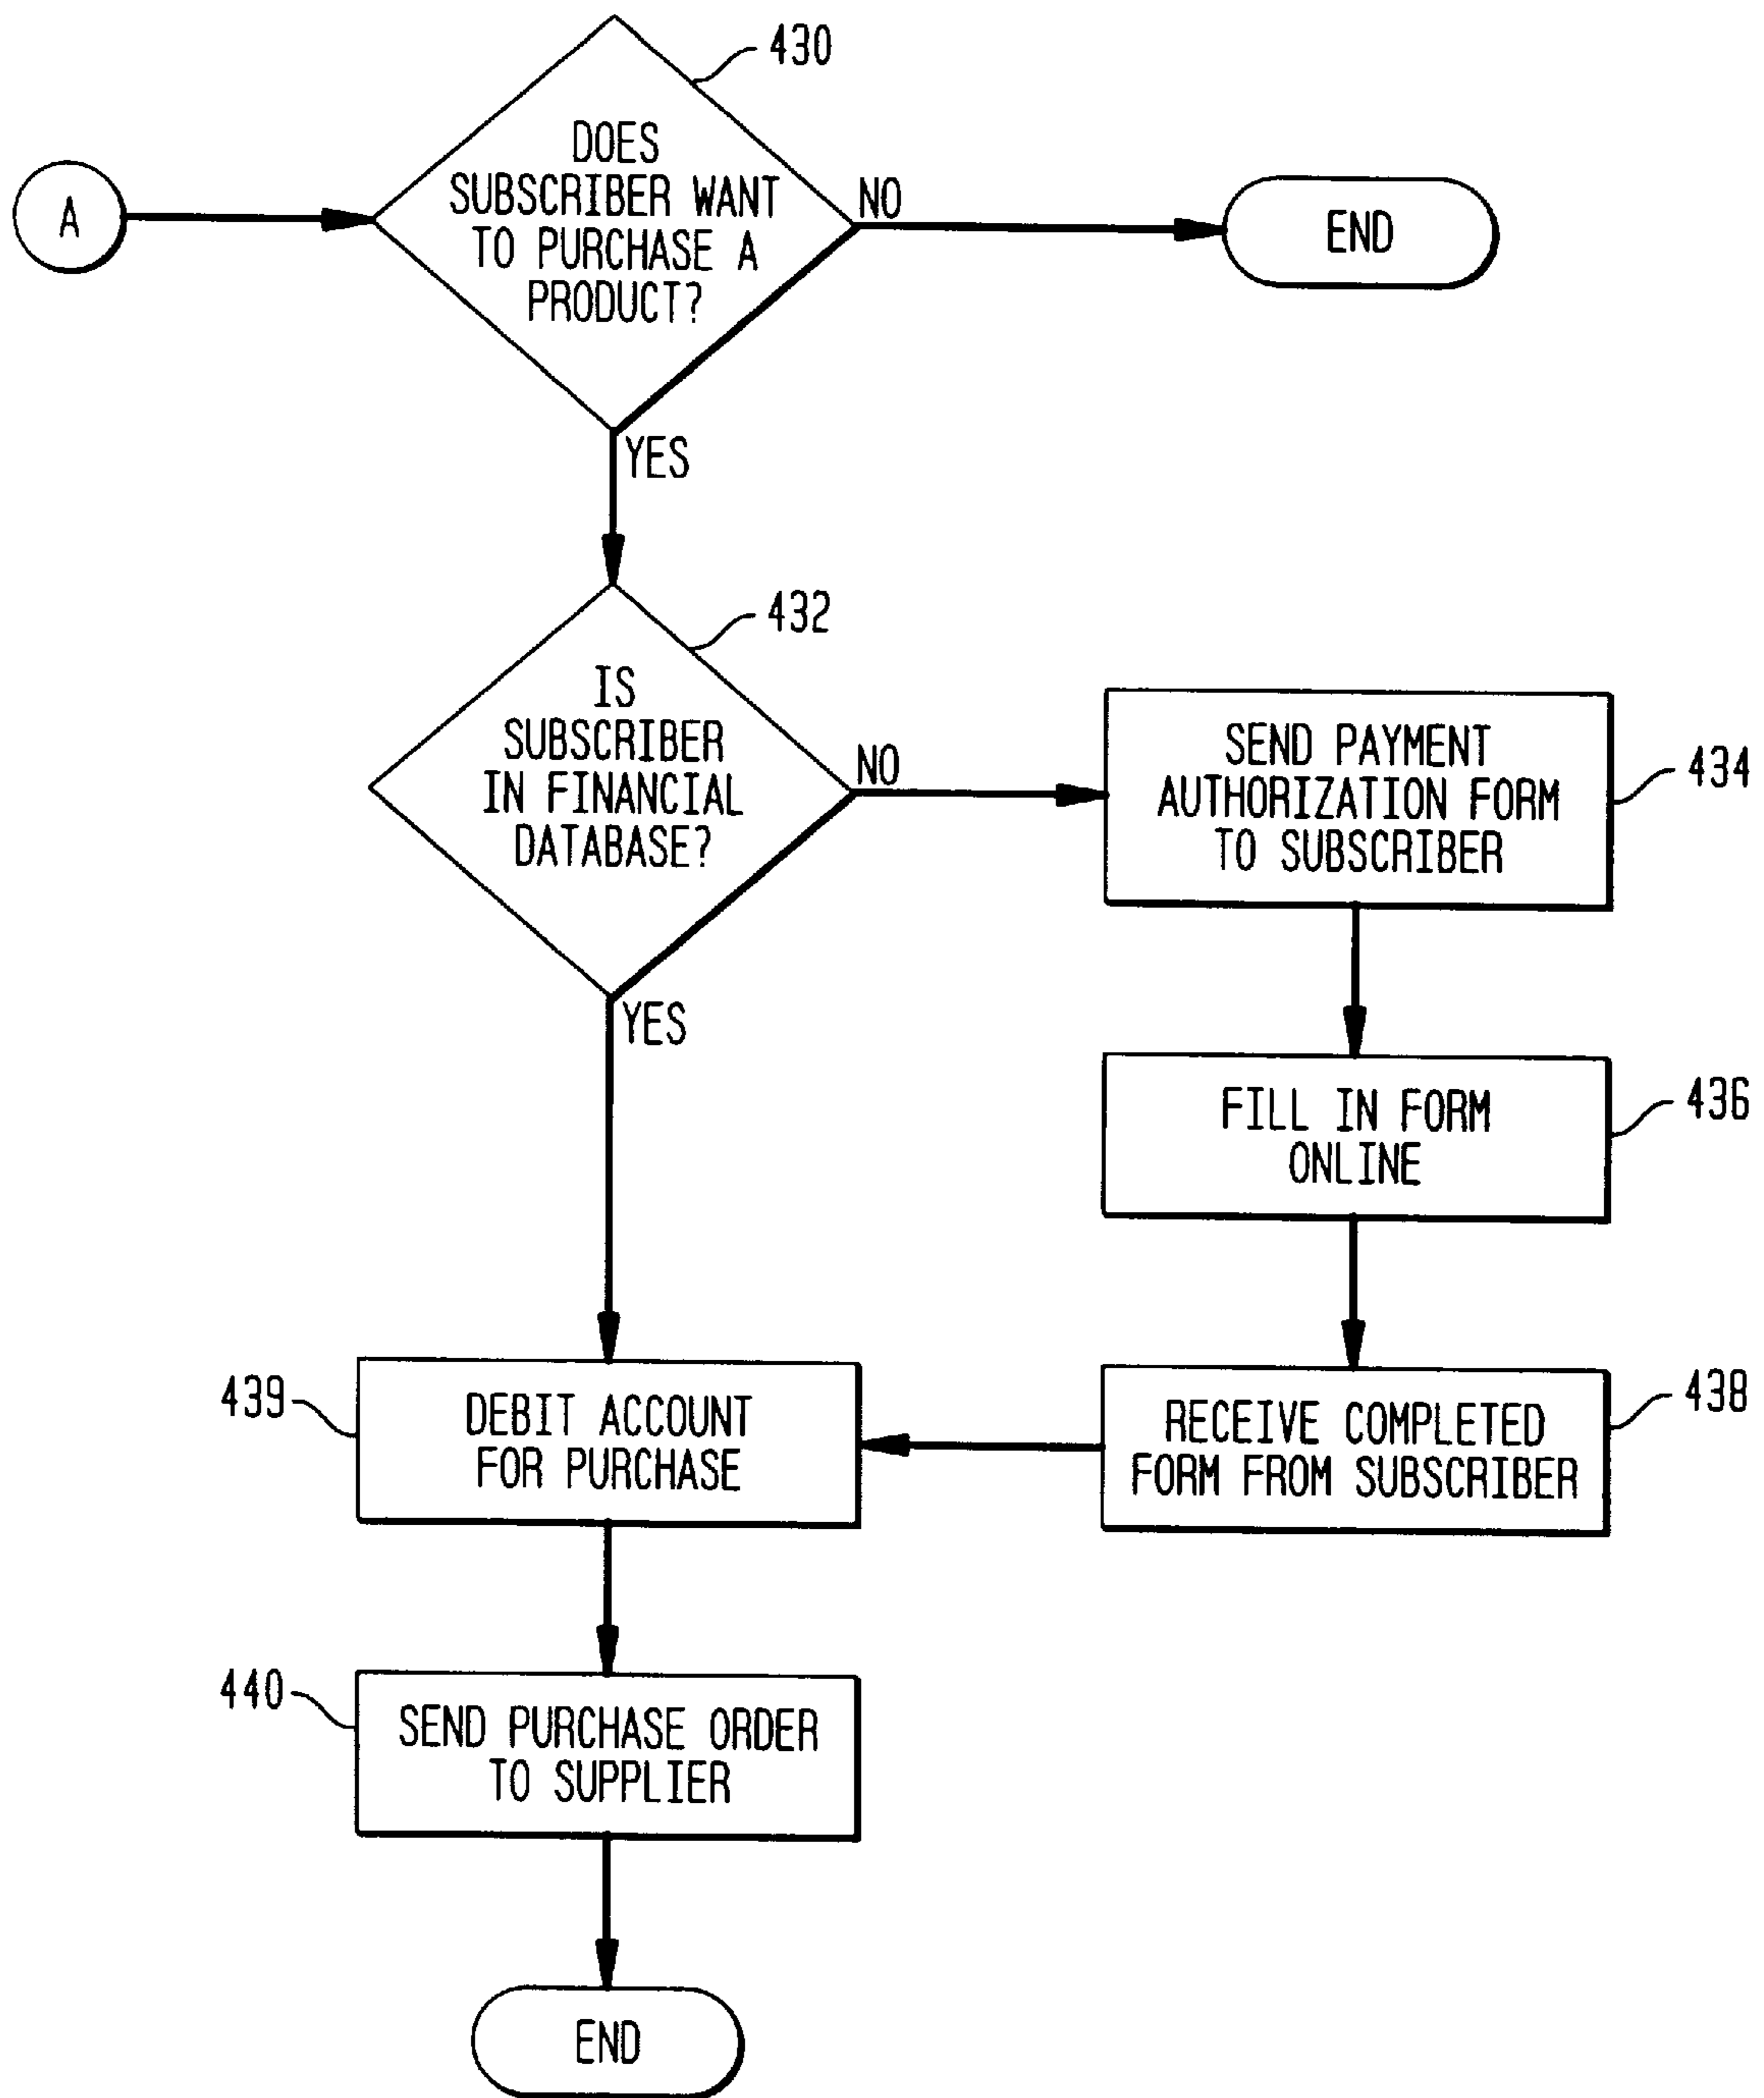 430
DOES
SUBSCRIBER WANT
TO PURCHASE A
PRODUCT?
A
NO
END
YES
432
IS
SUBSCRIBER
IN FINANCIAL
DATABASE?
NO
SEND PAYMENT
AUTHORIZATION FORM
TO SUBSCRIBER
434
YES
FILL IN FORM
ONLINE
436
439
DEBIT ACCOUNT
FOR PURCHASE
RECEIVE COMPLETED
FORM FROM SUBSCRIBER
438
440
SEND PURCHASE ORDER
TO SUPPLIER
END